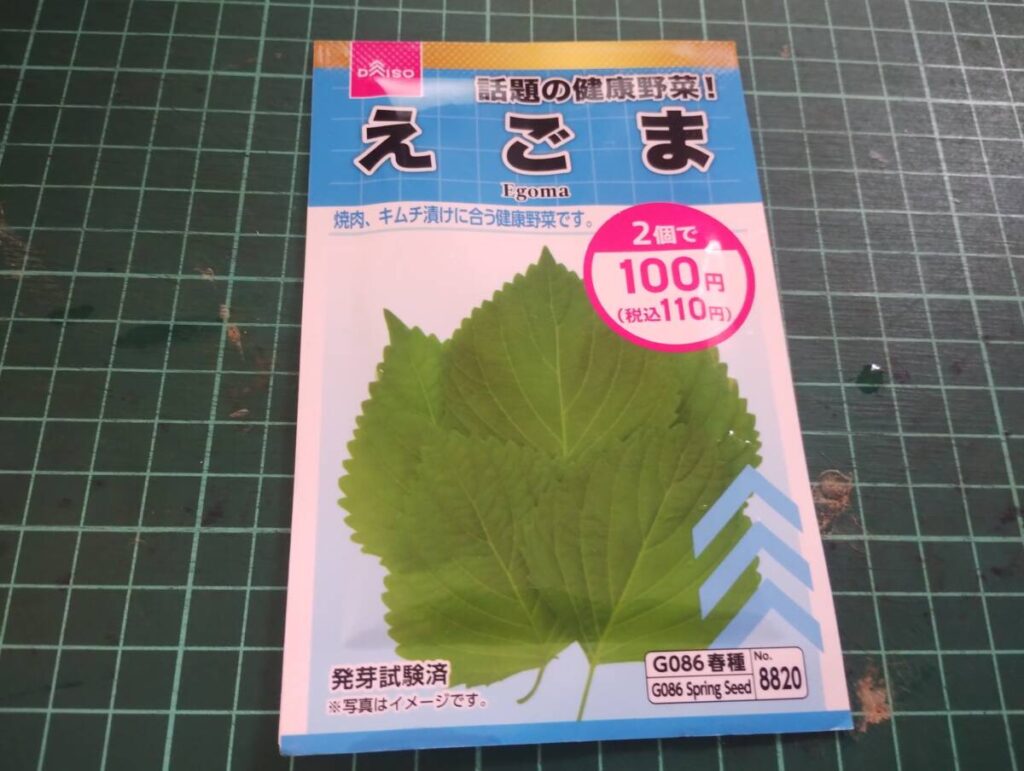 DAISO
話題の健康野菜！
えごま
Egoma
焼肉、キムチ漬けに合う健康野菜です。
2個で
100円
(税込110円)
発芽試験済
※写真はイメージです。
G086 春種
G086 Spring Seed
No.
8820